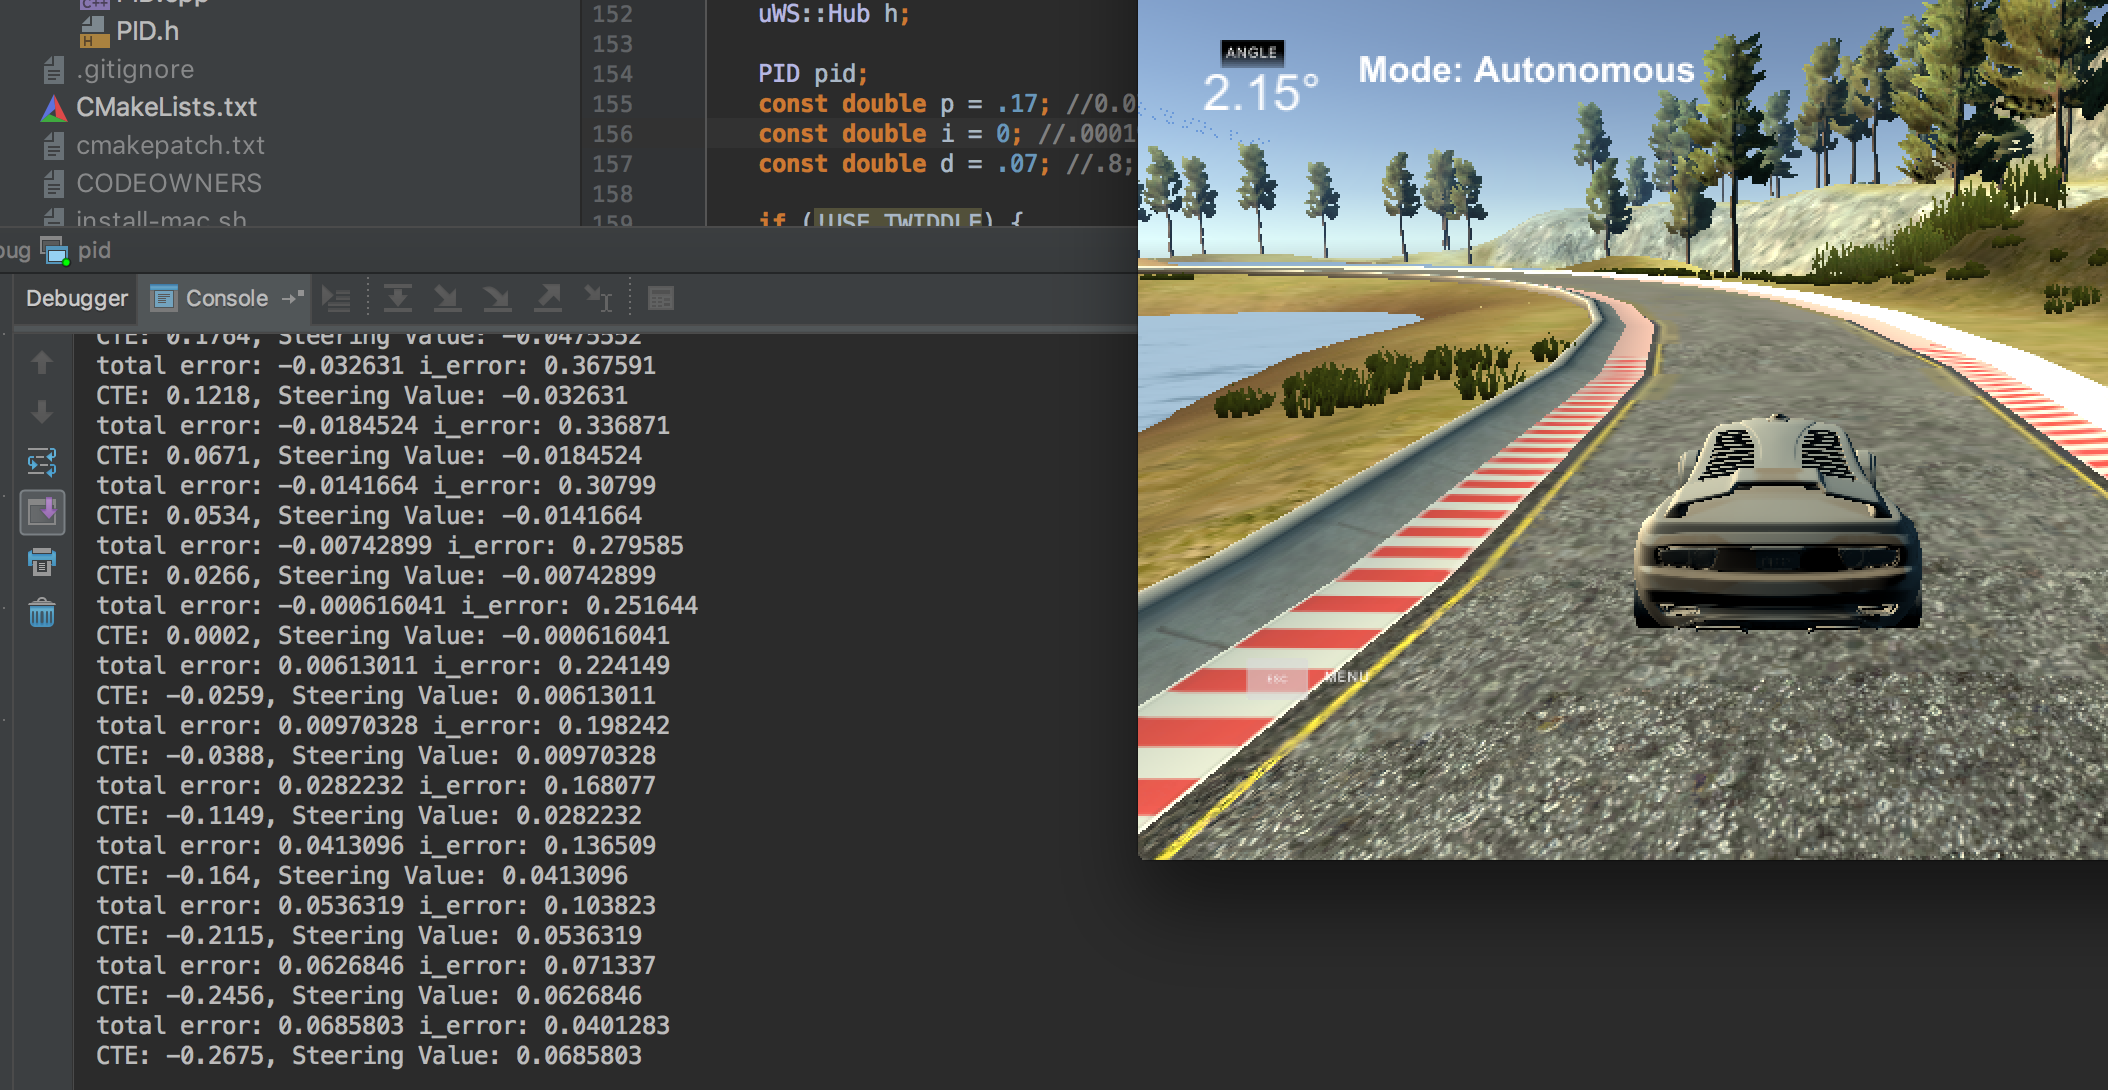 PID.cpp
PID.h
.gitignore
CMakeLists.txt
cmakepatch.txt
CODEOWNERS
install-mac.sh
152 uWS::Hub h;
153
154 PID pid;
155 const double p = .17; //0.0
156 const double i = 0; //.0001
157 const double d = .07; //.8;
158
159 if (!USE_TWIDDLE) {
ANGLE
2.15°
Mode: Autonomous
ESC MENU
bug pid
Debugger Console
CTE: 0.1764, Steering Value: -0.0475552
total error: -0.032631 i_error: 0.367591
CTE: 0.1218, Steering Value: -0.032631
total error: -0.0184524 i_error: 0.336871
CTE: 0.0671, Steering Value: -0.0184524
total error: -0.0141664 i_error: 0.30799
CTE: 0.0534, Steering Value: -0.0141664
total error: -0.00742899 i_error: 0.279585
CTE: 0.0266, Steering Value: -0.00742899
total error: -0.000616041 i_error: 0.251644
CTE: 0.0002, Steering Value: -0.000616041
total error: 0.00613011 i_error: 0.224149
CTE: -0.0259, Steering Value: 0.00613011
total error: 0.00970328 i_error: 0.198242
CTE: -0.0388, Steering Value: 0.00970328
total error: 0.0282232 i_error: 0.168077
CTE: -0.1149, Steering Value: 0.0282232
total error: 0.0413096 i_error: 0.136509
CTE: -0.164, Steering Value: 0.0413096
total error: 0.0536319 i_error: 0.103823
CTE: -0.2115, Steering Value: 0.0536319
total error: 0.0626846 i_error: 0.071337
CTE: -0.2456, Steering Value: 0.0626846
total error: 0.0685803 i_error: 0.0401283
CTE: -0.2675, Steering Value: 0.0685803